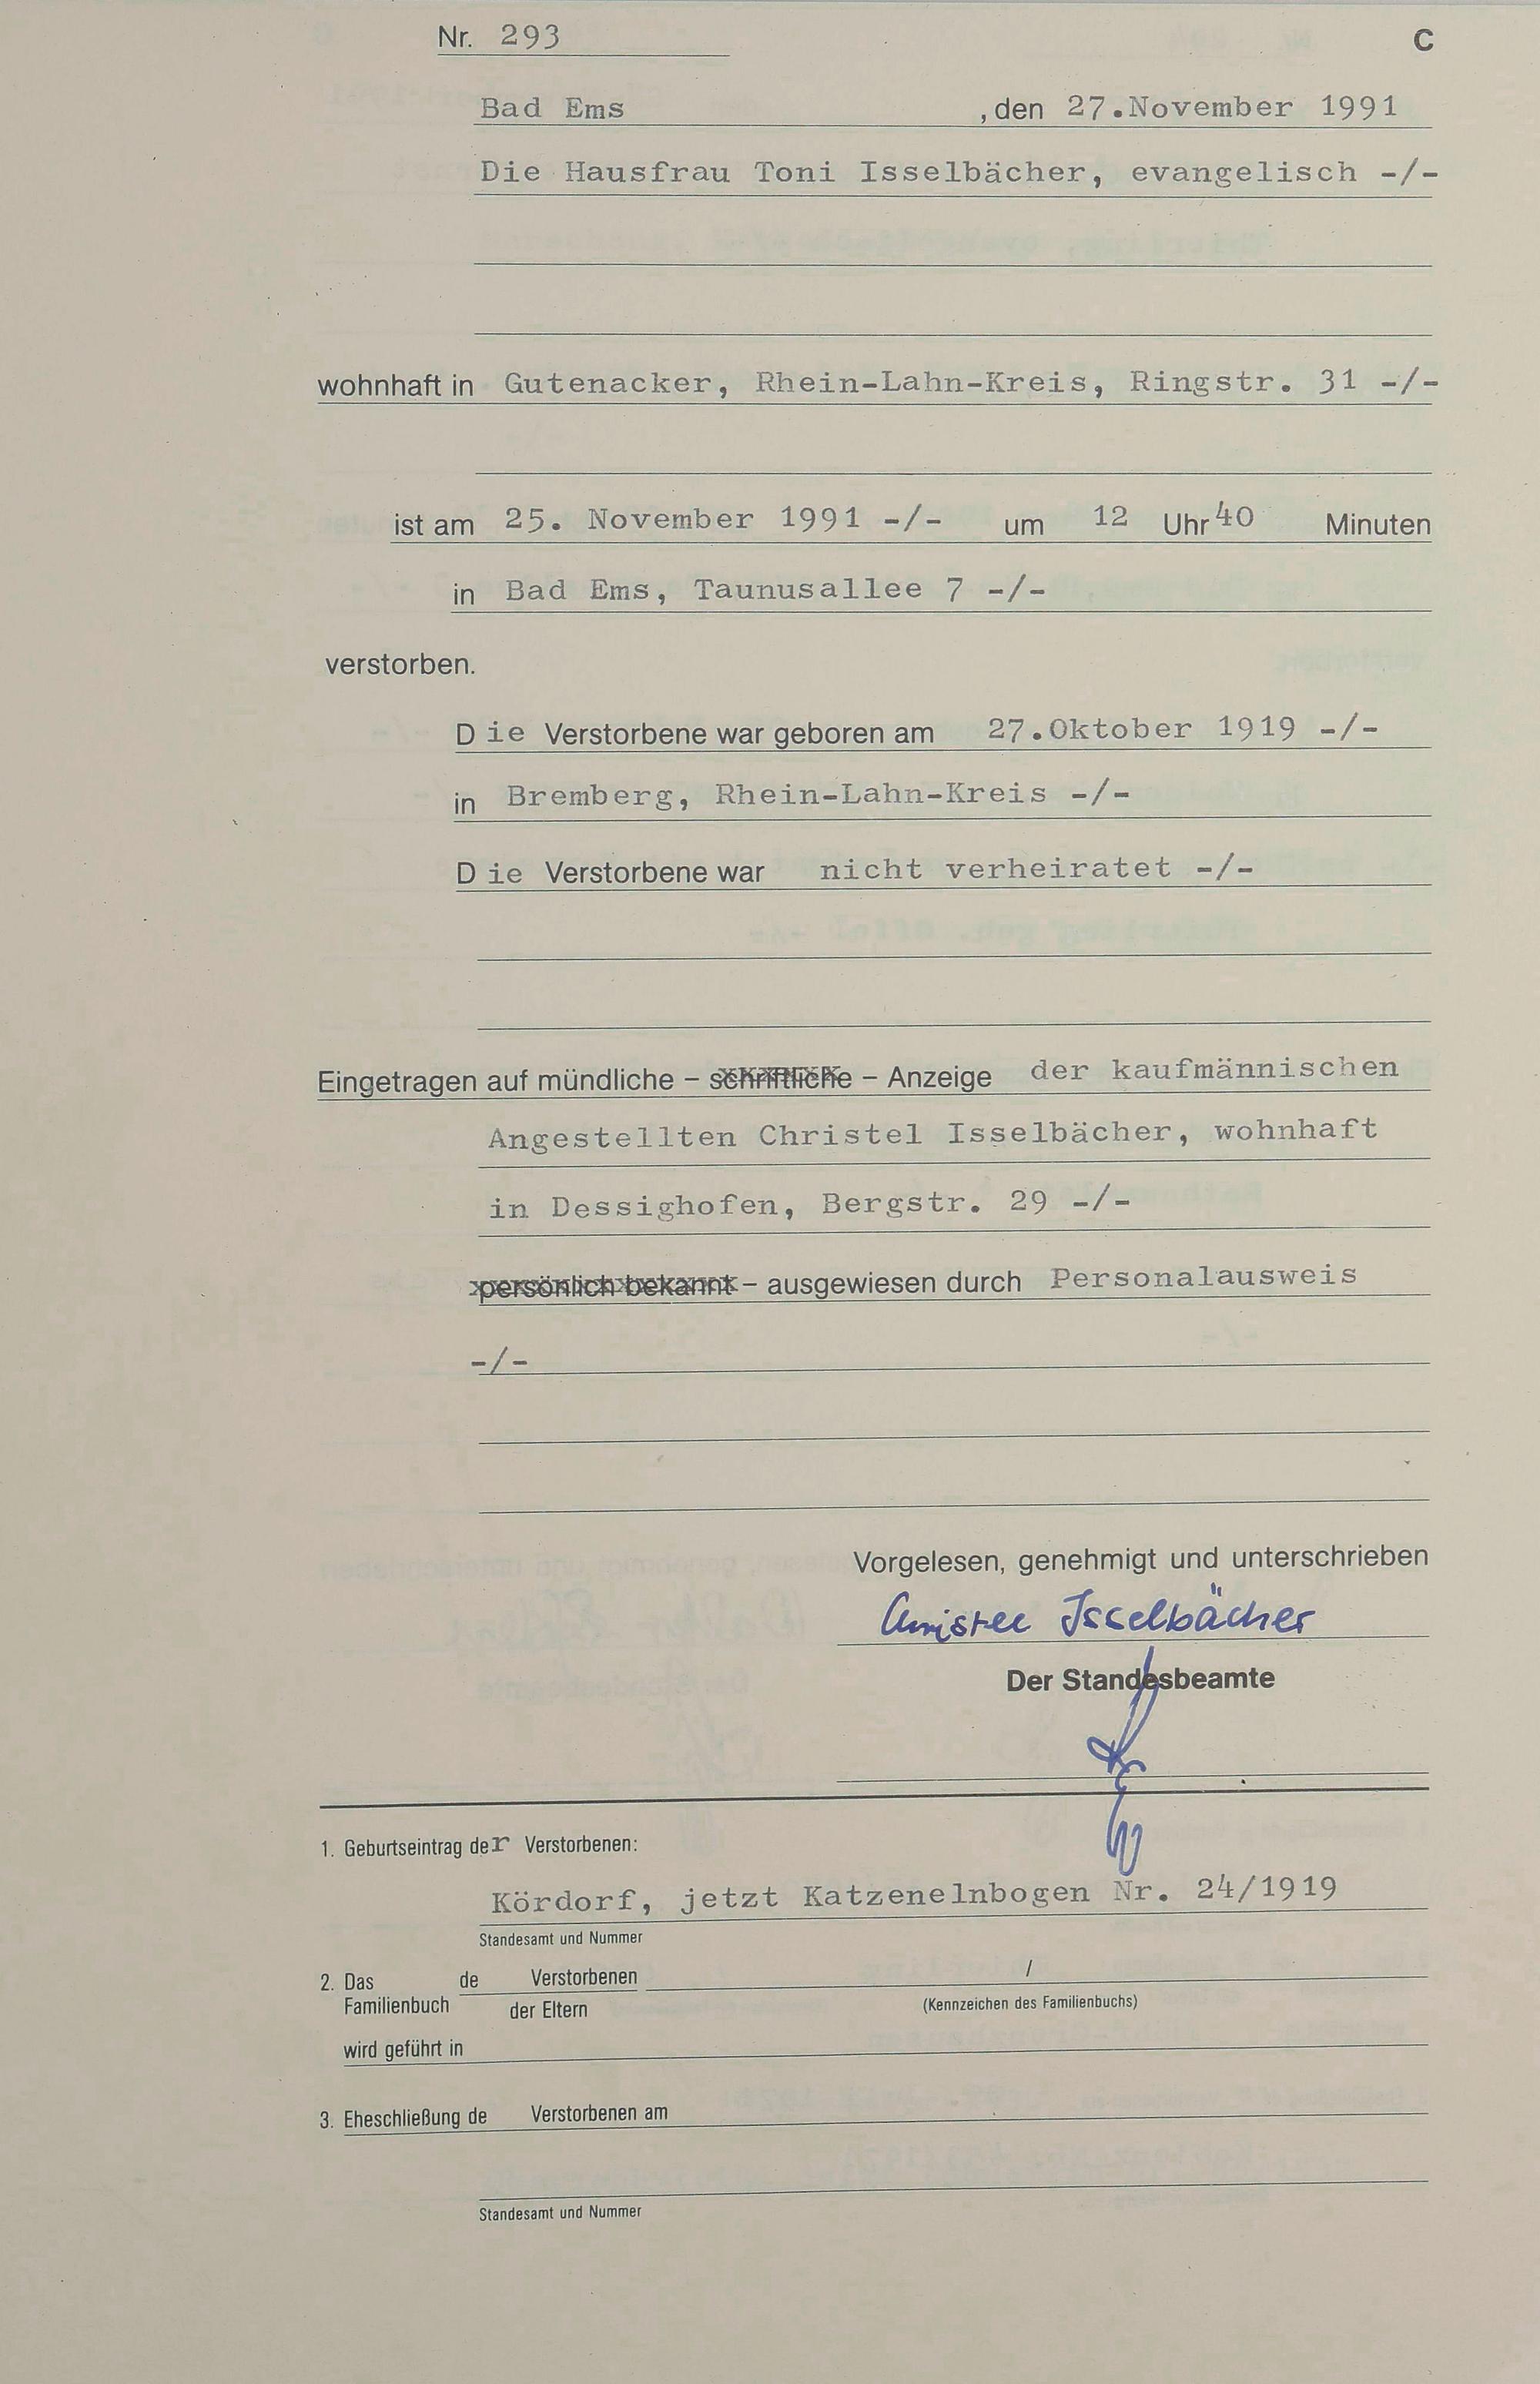 Nr. 293 C
Bad Ems , den 27.November 1991
Die Hausfrau Toni Isselbächer, evangelisch -/-
wohnhaft in Gutenacker, Rhein-Lahn-Kreis, Ringstr. 31 -/-
ist am 25. November 1991 -/- um 12 Uhr 40 Minuten
in Bad Ems, Taunusallee 7 -/-
verstorben.
Die Verstorbene war geboren am 27.Oktober 1919 -/-
in Bremberg, Rhein-Lahn-Kreis -/-
Die Verstorbene war nicht verheiratet -/-
Eingetragen auf mündliche – schriftliche – Anzeige der kaufmännischen
Angestellten Christel Isselbächer, wohnhaft
in Dessighofen, Bergstr. 29 -/-
persönlich bekannt – ausgewiesen durch Personalausweis
-/-
Vorgelesen, genehmigt und unterschrieben
Christel Isselbächer
Der Standesbeamte
1. Geburtseintrag der Verstorbenen:
Kördorf, jetzt Katzenelnbogen Nr. 24/1919
Standesamt und Nummer
2. Das de Verstorbenen /
Familienbuch der Eltern (Kennzeichen des Familienbuchs)
wird geführt in
3. Eheschließung de Verstorbenen am
Standesamt und Nummer